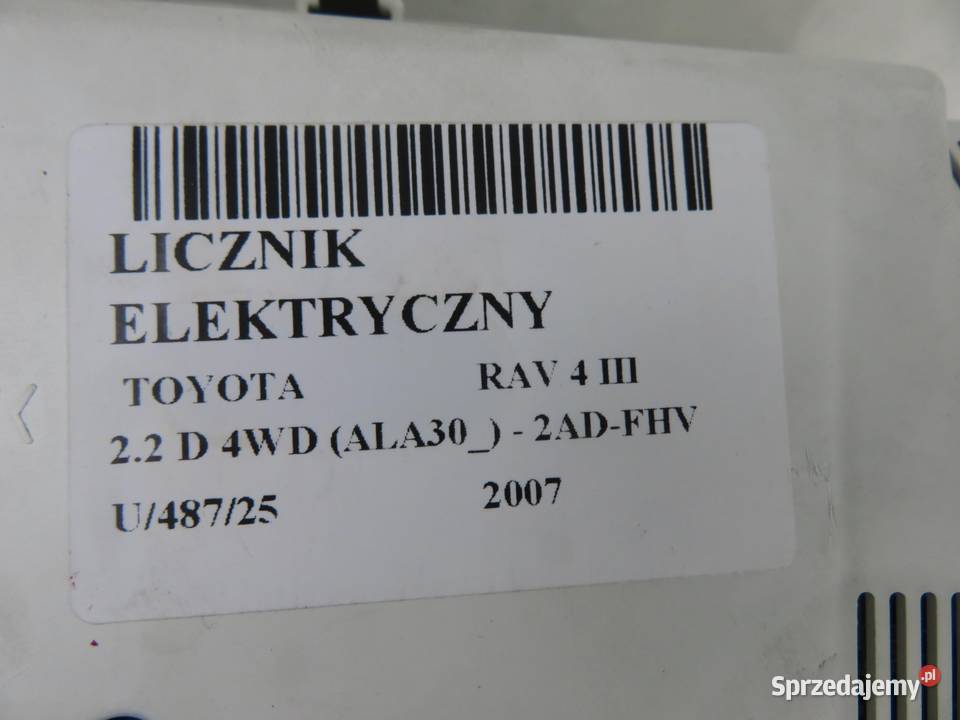 LICZNIK
ELEKTRYCZNY
TOYOTA RAV 4 III
2.2 D 4WD (ALA30_) - 2AD-FHV
U/487/25 2007
Sprzedajemy.pl